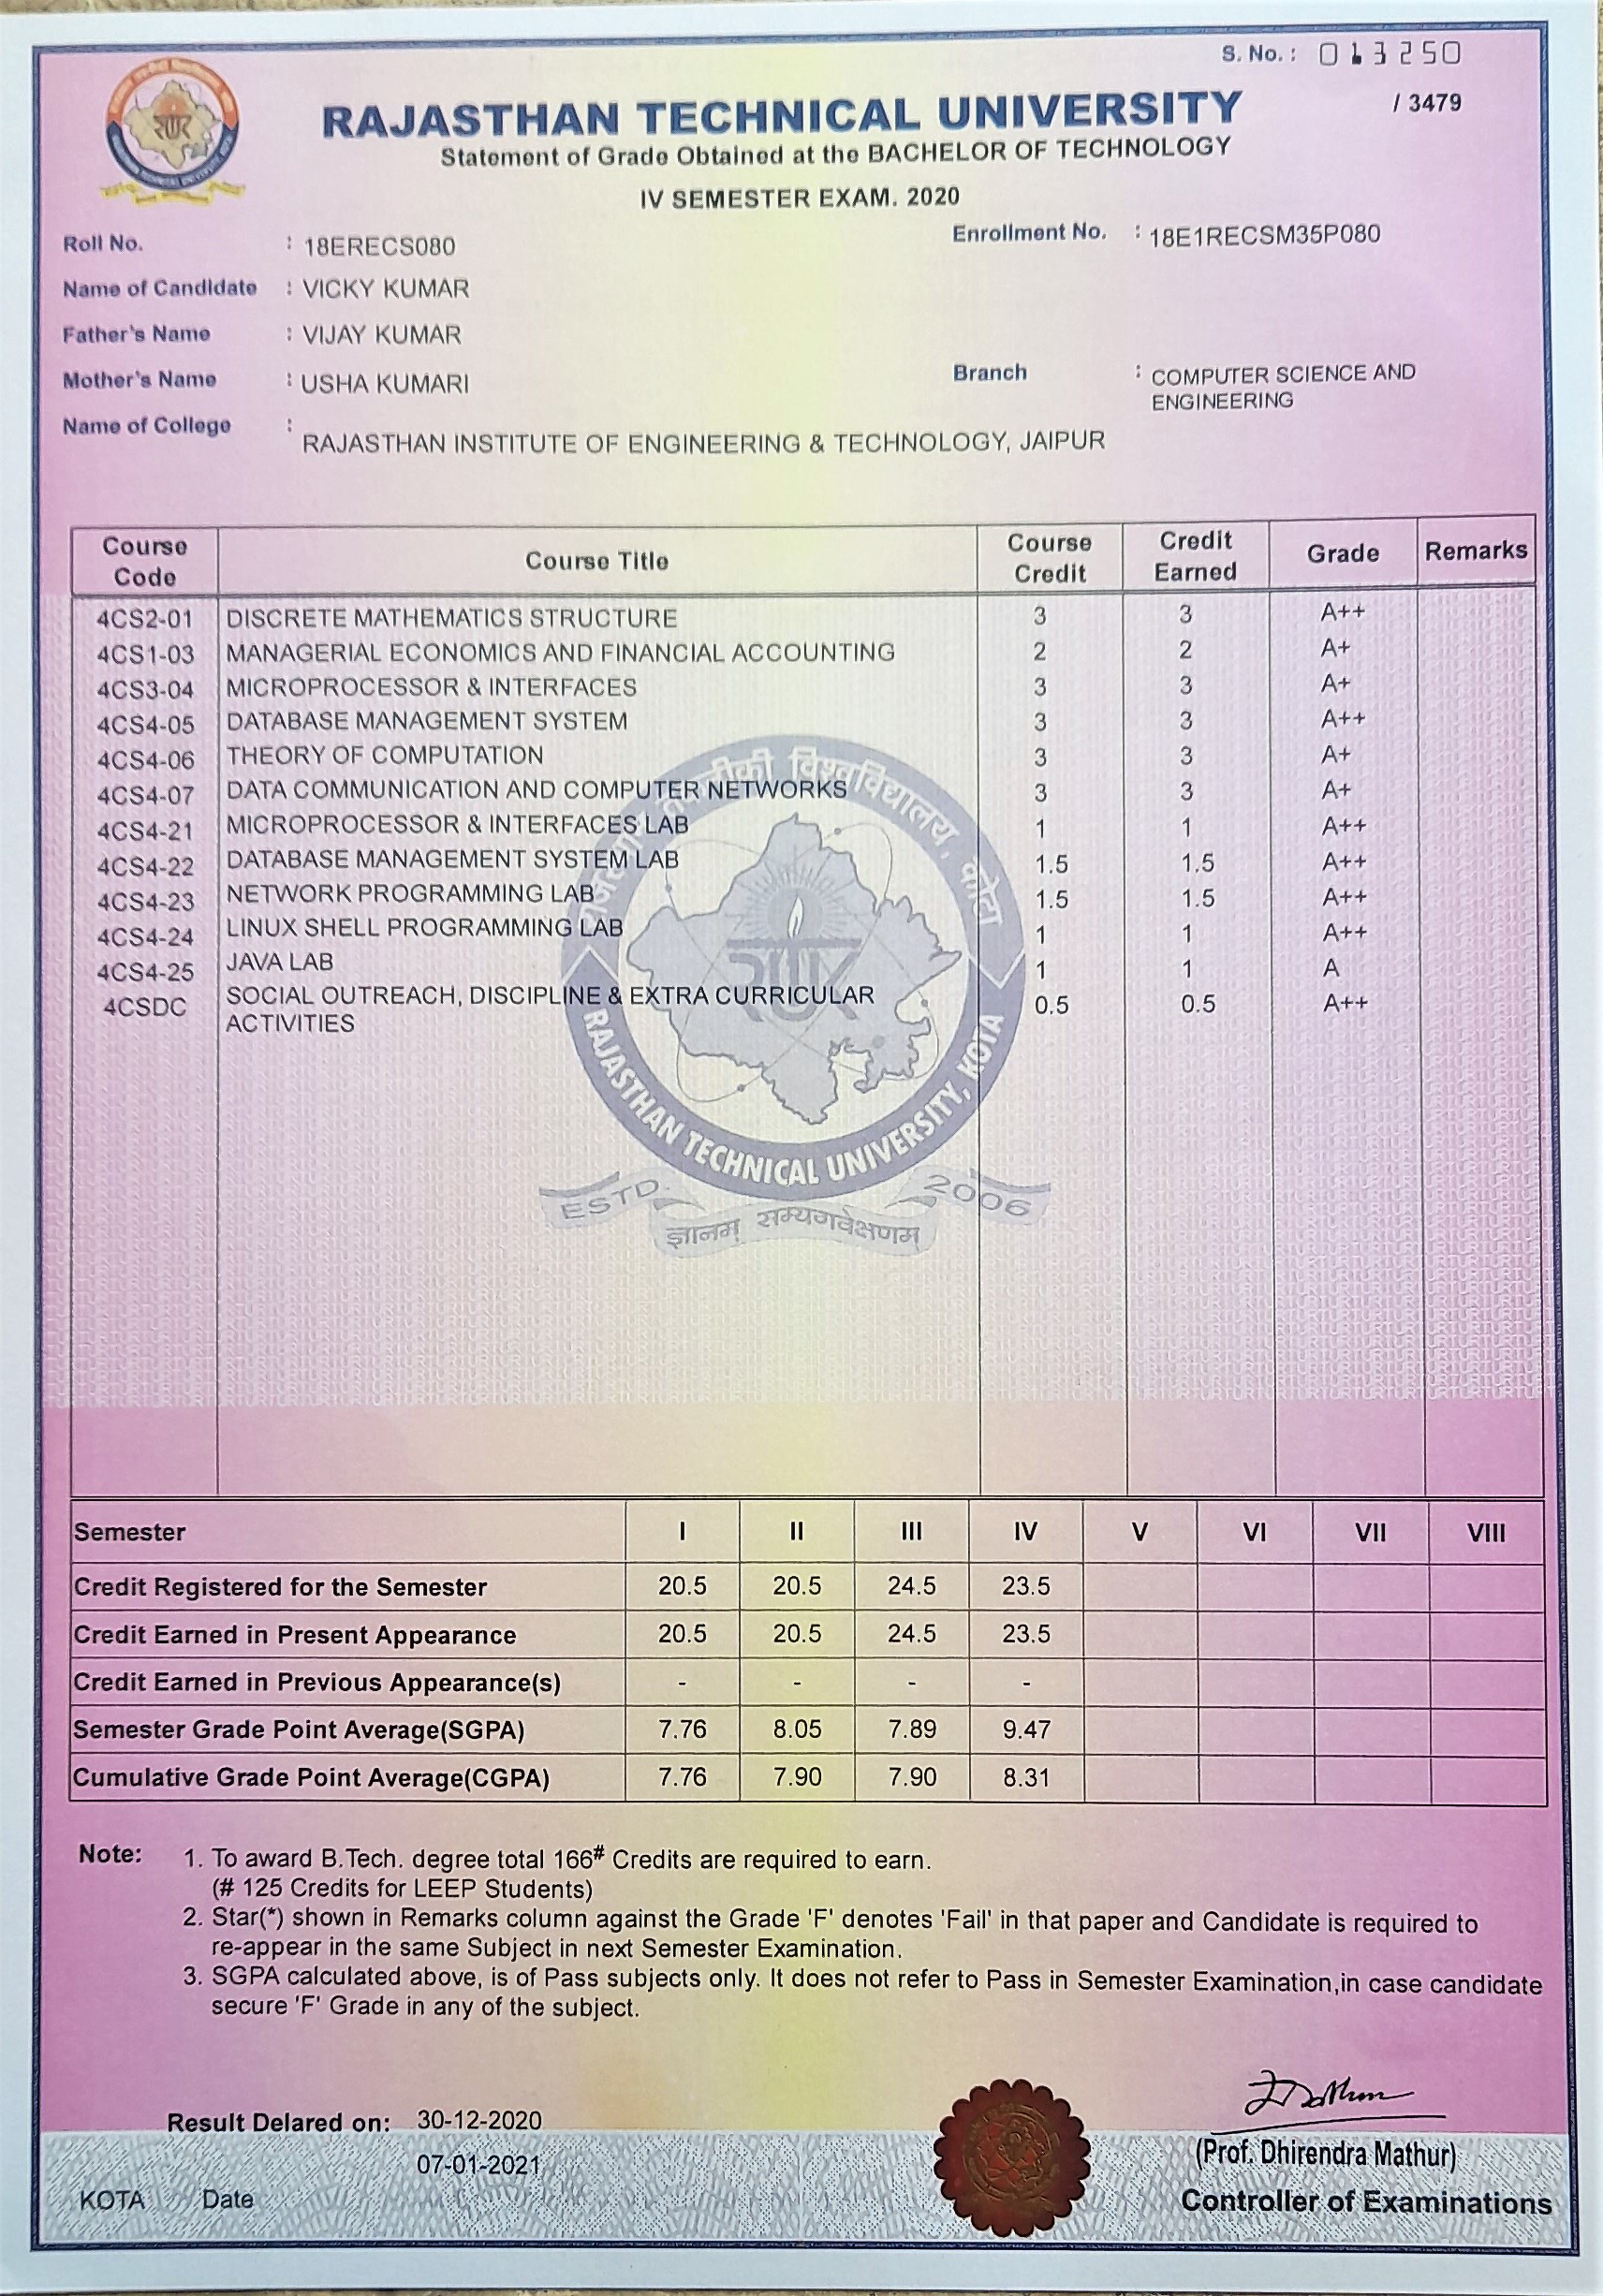 S. No. : 013250
/ 3479
RAJASTHAN TECHNICAL UNIVERSITY
Statement of Grade Obtained at the BACHELOR OF TECHNOLOGY
IV SEMESTER EXAM. 2020
Roll No. : 18ERECS080 Enrollment No. : 18E1RECSM35P080
Name of Candidate : VICKY KUMAR
Father's Name : VIJAY KUMAR
Mother's Name : USHA KUMARI Branch : COMPUTER SCIENCE AND
ENGINEERING
Name of College :
RAJASTHAN INSTITUTE OF ENGINEERING & TECHNOLOGY, JAIPUR
Course Code Course Title Course Credit Credit Earned Grade Remarks
4CS2-01 DISCRETE MATHEMATICS STRUCTURE 3 3 A++
4CS1-03 MANAGERIAL ECONOMICS AND FINANCIAL ACCOUNTING 2 2 A+
4CS3-04 MICROPROCESSOR & INTERFACES 3 3 A+
4CS4-05 DATABASE MANAGEMENT SYSTEM 3 3 A++
4CS4-06 THEORY OF COMPUTATION 3 3 A+
4CS4-07 DATA COMMUNICATION AND COMPUTER NETWORKS 3 3 A+
4CS4-21 MICROPROCESSOR & INTERFACES LAB 1 1 A++
4CS4-22 DATABASE MANAGEMENT SYSTEM LAB 1.5 1.5 A++
4CS4-23 NETWORK PROGRAMMING LAB 1.5 1.5 A++
4CS4-24 LINUX SHELL PROGRAMMING LAB 1 1 A++
4CS4-25 JAVA LAB 1 1 A
4CSDC SOCIAL OUTREACH, DISCIPLINE & EXTRA CURRICULAR 0.5 0.5 A++
ACTIVITIES
तकनीकी विश्वविद्यालय, कोटा
RAJASTHAN TECHNICAL UNIVERSITY, KOTA
ESTD. 2006
ज्ञानम् सम्यगवेक्षणम
Semester I II III IV V VI VII VIII
Credit Registered for the Semester 20.5 20.5 24.5 23.5
Credit Earned in Present Appearance 20.5 20.5 24.5 23.5
Credit Earned in Previous Appearance(s) - - - -
Semester Grade Point Average(SGPA) 7.76 8.05 7.89 9.47
Cumulative Grade Point Average(CGPA) 7.76 7.90 7.90 8.31
Note: 1. To award B.Tech. degree total 166# Credits are required to earn.
(# 125 Credits for LEEP Students)
2. Star(*) shown in Remarks column against the Grade 'F' denotes 'Fail' in that paper and Candidate is required to
re-appear in the same Subject in next Semester Examination.
3. SGPA calculated above, is of Pass subjects only. It does not refer to Pass in Semester Examination,in case candidate
secure 'F' Grade in any of the subject.
Result Delared on: 30-12-2020
(Prof. Dhirendra Mathur)
07-01-2021
KOTA Date
Controller of Examinations